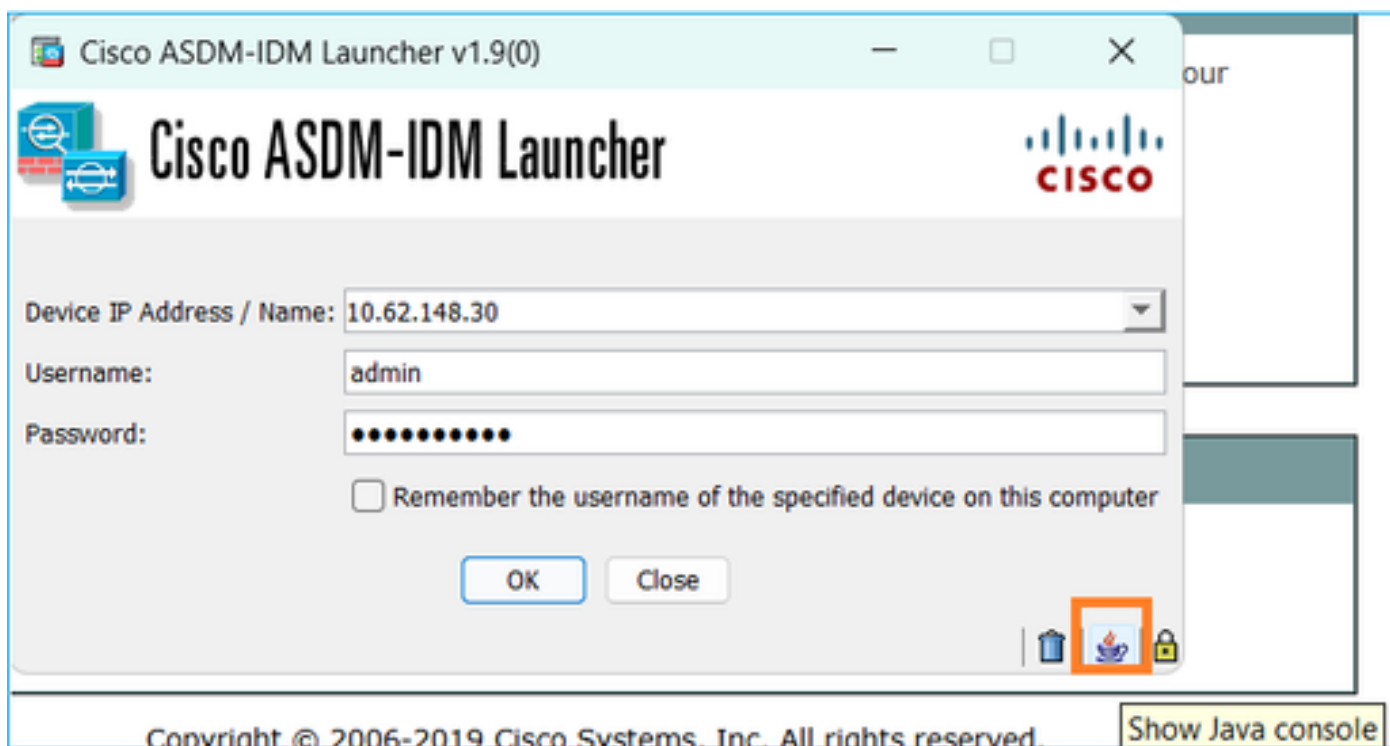 Cisco ASDM-IDM Launcher v1.9(0)
our
Cisco ASDM-IDM Launcher
CISCO
Device IP Address / Name: 10.62.148.30
Username: admin
Password: ••••••••••
Remember the username of the specified device on this computer
OK Close
Copyright © 2006-2019 Cisco Systems, Inc. All rights reserved.
Show Java console